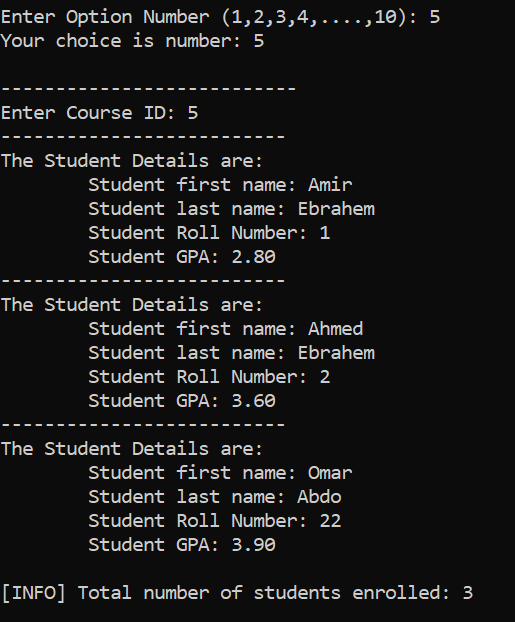 Enter Option Number (1,2,3,4,....,10): 5
Your choice is number: 5
---------------------------
Enter Course ID: 5
--------------------------
The Student Details are:
Student first name: Amir
Student last name: Ebrahem
Student Roll Number: 1
Student GPA: 2.80
--------------------------
The Student Details are:
Student first name: Ahmed
Student last name: Ebrahem
Student Roll Number: 2
Student GPA: 3.60
--------------------------
The Student Details are:
Student first name: Omar
Student last name: Abdo
Student Roll Number: 22
Student GPA: 3.90
[INFO] Total number of students enrolled: 3